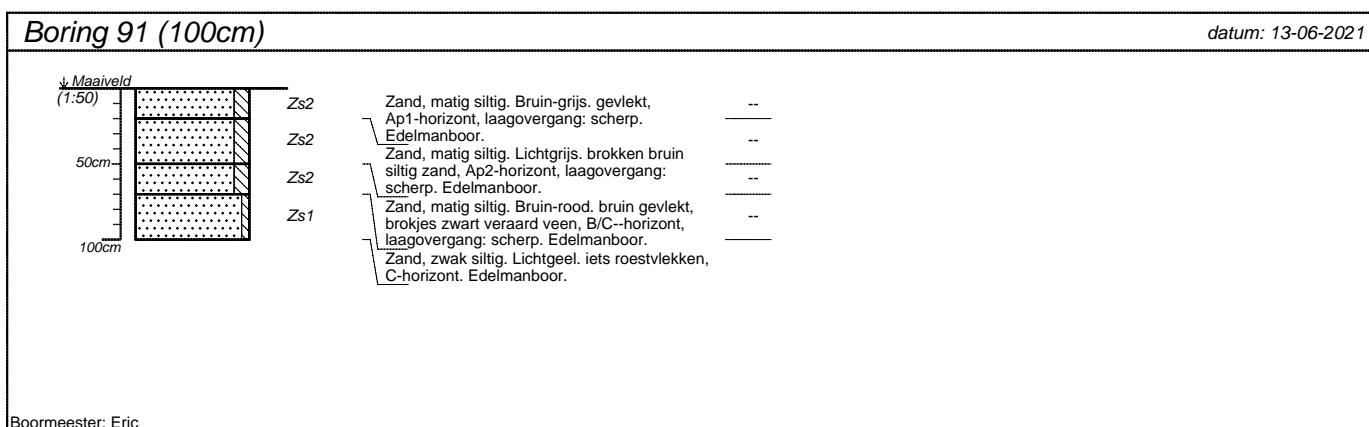 Boring 91 (100cm)
datum: 13-06-2021
Maaiveld
(1:50)
50cm
100cm
Zs2
Zand, matig siltig. Bruin-grijs. gevlekt,
Ap1-horizont, laagovergang: scherp.
Edelmanboor.
--
Zs2
Zand, matig siltig. Lichtgrijs. brokken bruin
siltig zand, Ap2-horizont, laagovergang:
scherp. Edelmanboor.
--
Zs2
Zand, matig siltig. Bruin-rood. bruin gevlekt,
brokjes zwart veraard veen, B/C--horizont,
laagovergang: scherp. Edelmanboor.
--
Zs1
Zand, zwak siltig. Lichtgeel. iets roestvlekken,
C-horizont. Edelmanboor.
--
Boormeester: Eric